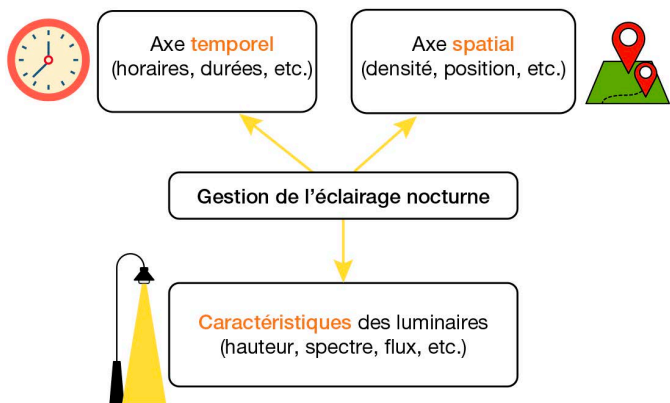 Axe temporel
(horaires, durées, etc.)
Axe spatial
(densité, position, etc.)
Gestion de l’éclairage nocturne
Caractéristiques des luminaires
(hauteur, spectre, flux, etc.)